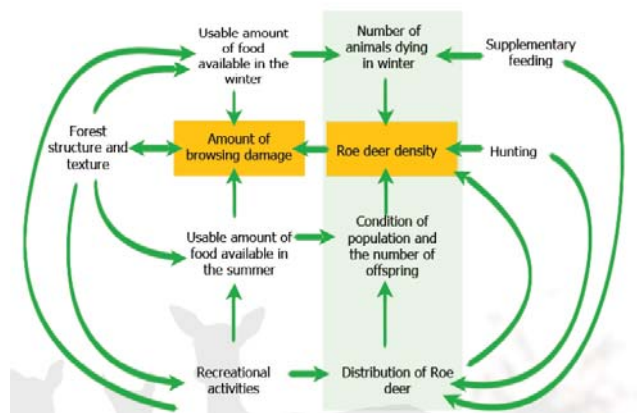 Usable amount
of food
available in the
winter
Number of
animals dying
in winter
Supplementary
feeding
Forest
structure and
texture
Amount of
browsing damage
Roe deer density
Hunting
Usable amount of
food available in
the summer
Condition of
population and
the number of
offspring
Recreational
activities
Distribution of Roe
deer